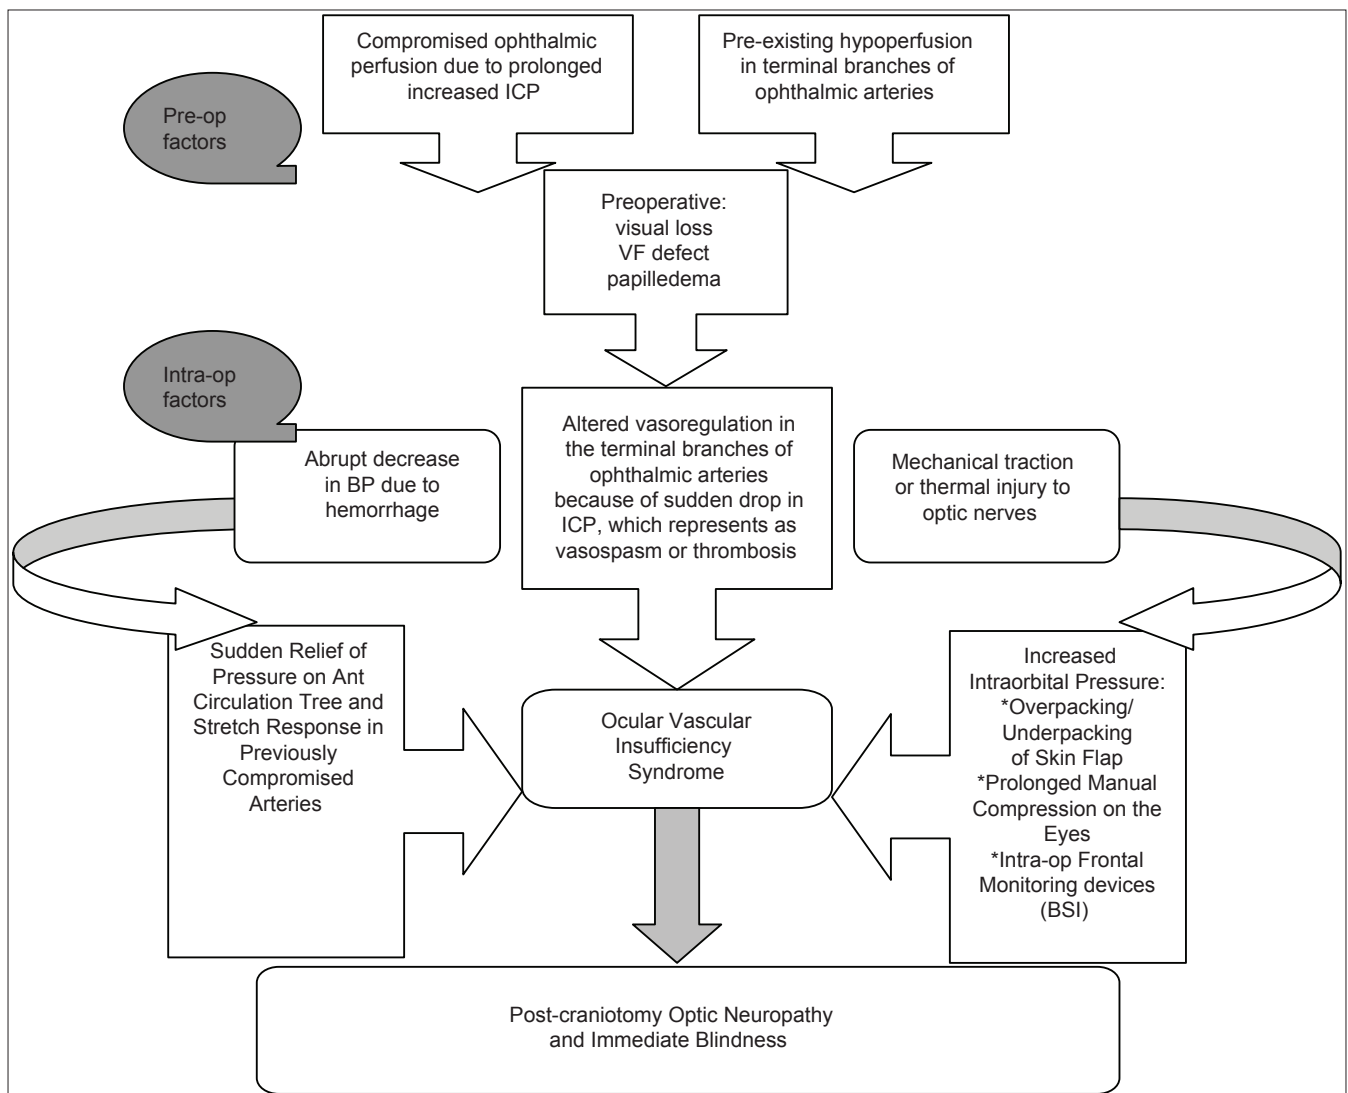 Compromised ophthalmic
perfusion due to prolonged
increased ICP
Pre-existing hypoperfusion
in terminal branches of
ophthalmic arteries
Pre-op
factors
Preoperative:
visual loss
VF defect
papilledema
Intra-op
factors
Abrupt decrease
in BP due to
hemorrhage
Altered vasoregulation in
the terminal branches of
ophthalmic arteries
because of sudden drop in
ICP, which represents as
vasospasm or thrombosis
Mechanical traction
or thermal injury to
optic nerves
Sudden Relief of
Pressure on Ant
Circulation Tree and
Stretch Response in
Previously
Compromised
Arteries
Ocular Vascular
Insufficiency
Syndrome
Increased
Intraorbital Pressure:
*Overpacking/
Underpacking
of Skin Flap
*Prolonged Manual
Compression on the
Eyes
*Intra-op Frontal
Monitoring devices
(BSI)
Post-craniotomy Optic Neuropathy
and Immediate Blindness